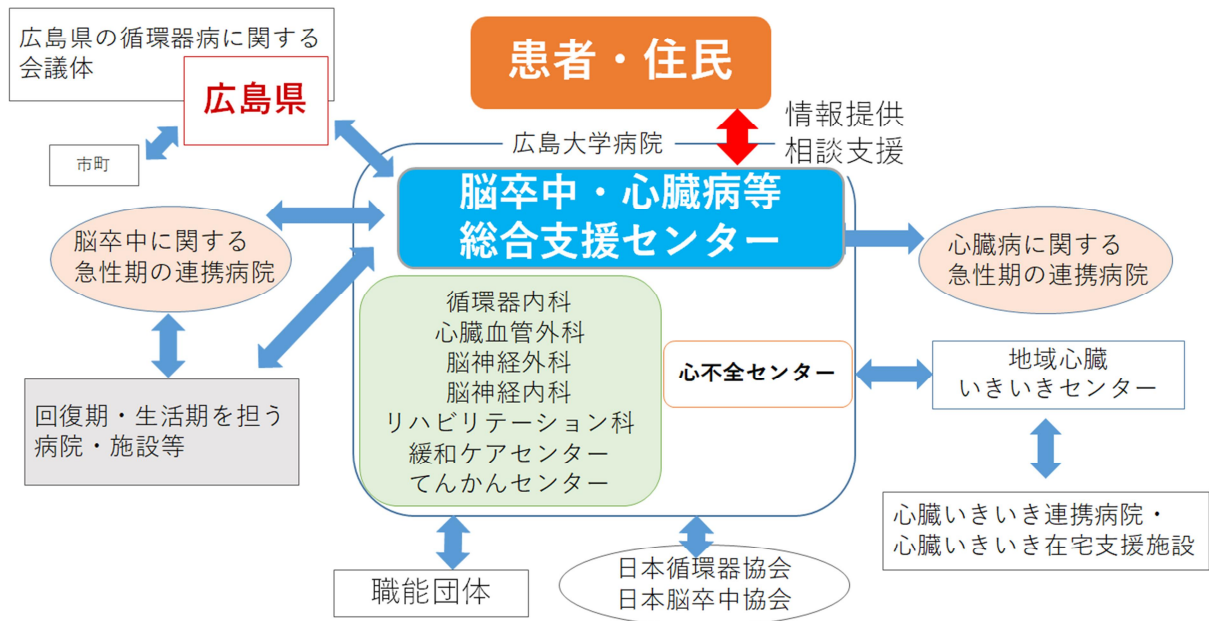 広島県の循環器病に関する
会議体
広島県
市町
患者・住民
情報提供
相談支援
広島大学病院
脳卒中・心臓病等
総合支援センター
脳卒中に関する
急性期の連携病院
心臓病に関する
急性期の連携病院
循環器内科
心臓血管外科
脳神経外科
脳神経内科
リハビリテーション科
緩和ケアセンター
てんかんセンター
心不全センター
地域心臓
いきいきセンター
回復期・生活期を担う
病院・施設等
心臓いきいき連携病院・
心臓いきいき在宅支援施設
職能団体
日本循環器協会
日本脳卒中協会